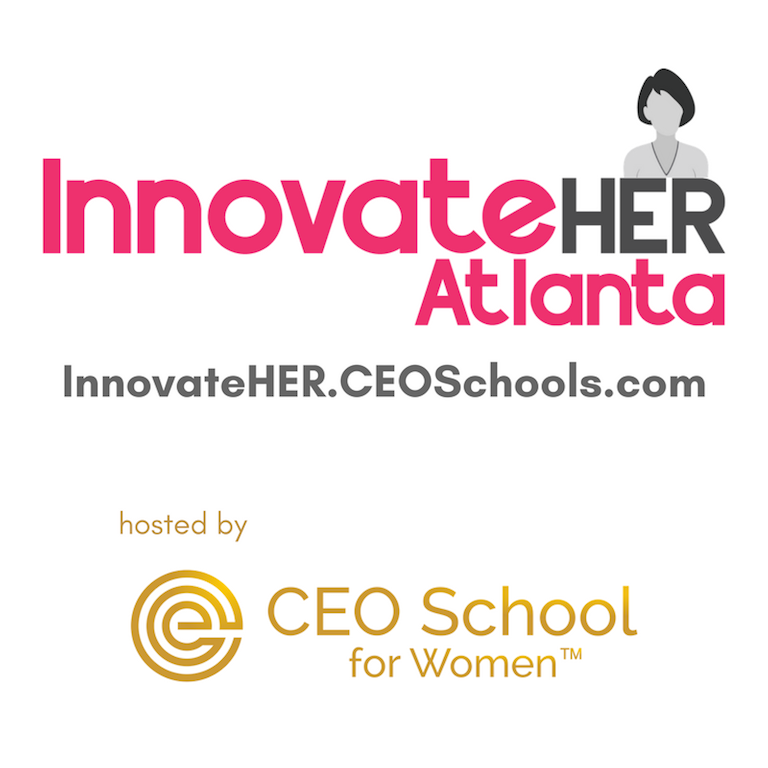 InnovateHER
Atlanta
InnovateHER.CEOSchools.com
hosted by
CEO School
for Women™